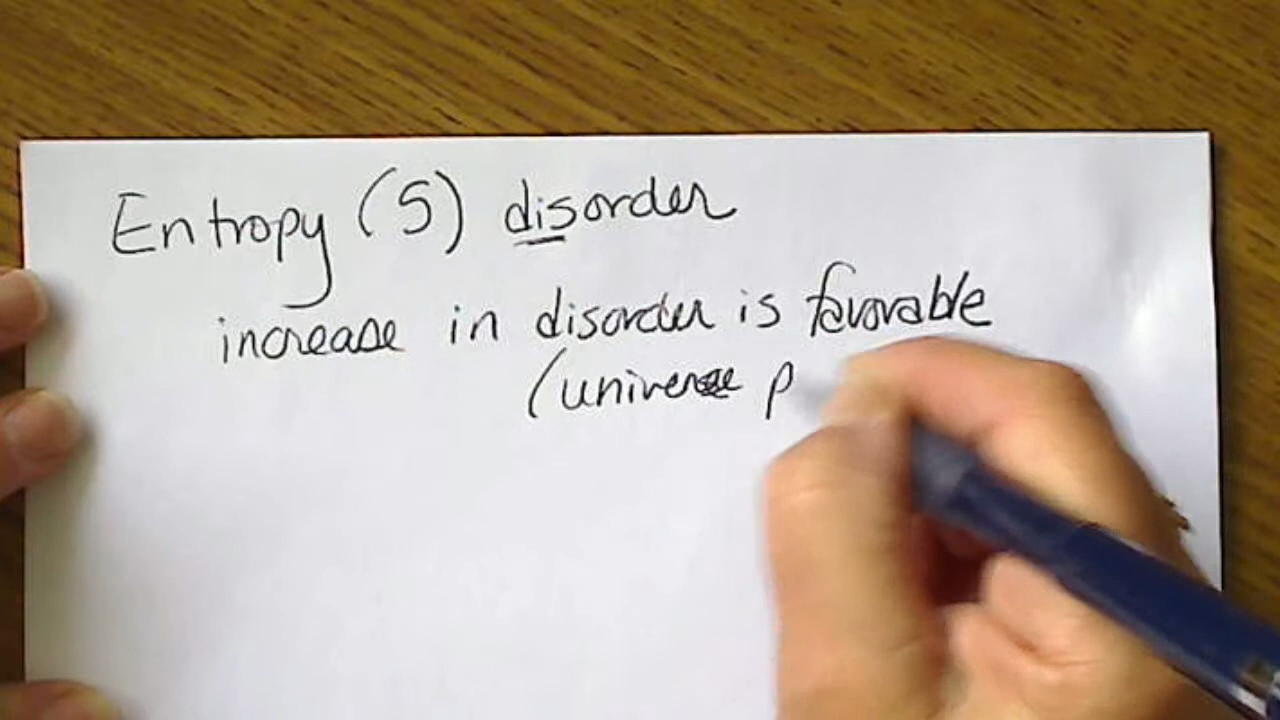 Entropy (S) disorder
increase in disorder is favorable
(universe p